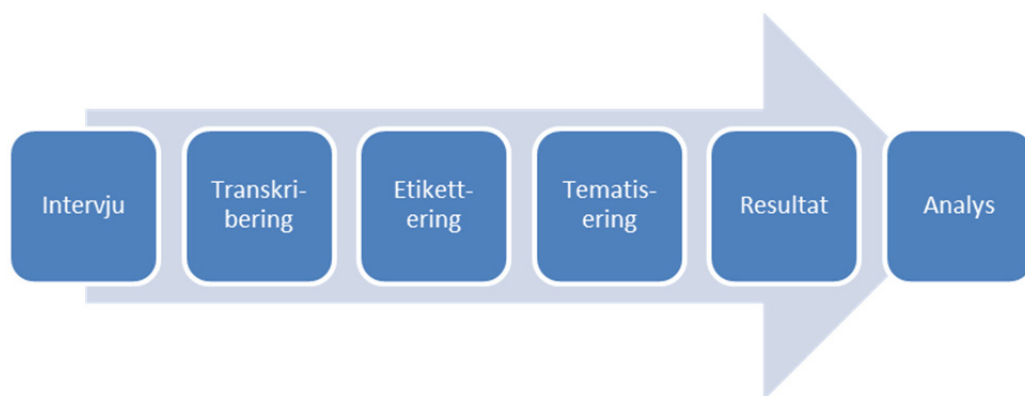 Intervju
Transkri-
bering
Etikett-
ering
Tematis-
ering
Resultat
Analys